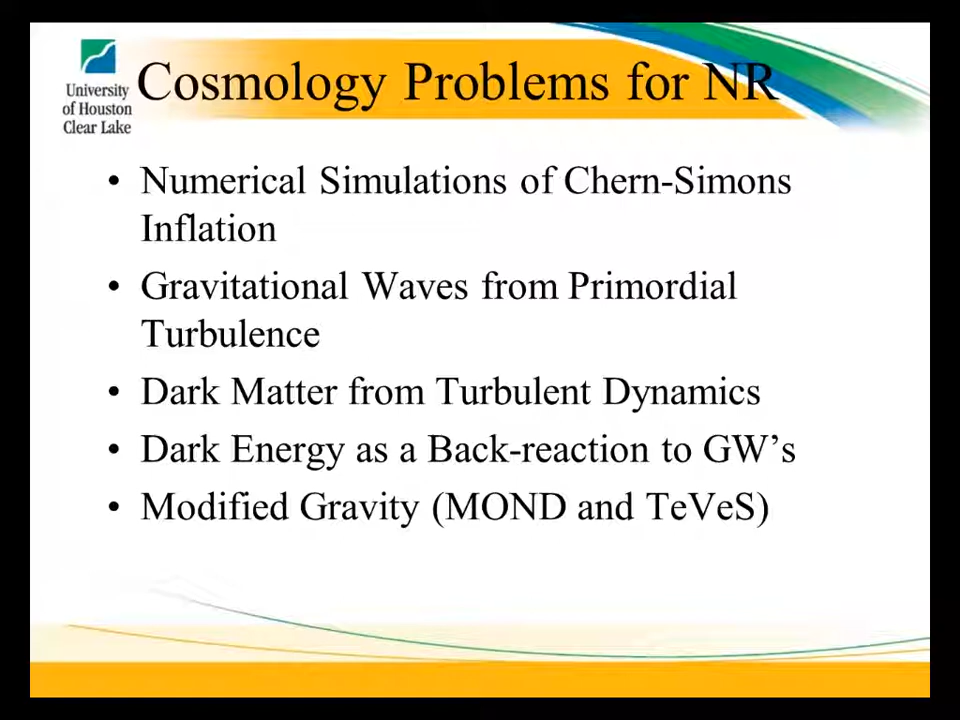 University
of Houston
Clear Lake
Cosmology Problems for NR
• Numerical Simulations of Chern-Simons
Inflation
• Gravitational Waves from Primordial
Turbulence
• Dark Matter from Turbulent Dynamics
• Dark Energy as a Back-reaction to GW’s
• Modified Gravity (MOND and TeVeS)